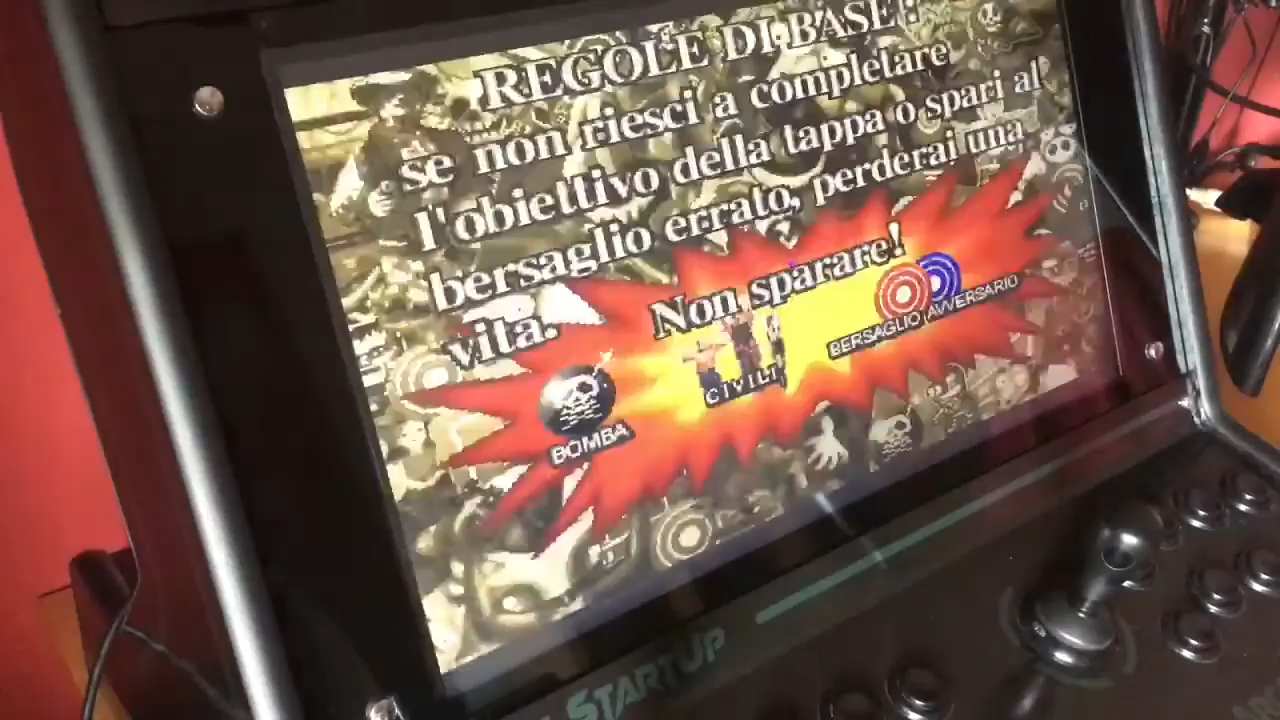 REGOLE DI BASE:
se non riesci a completare
l'obiettivo della tappa o spari al
bersaglio errato, perderai una
vita.
Non sparare!
BOMBA
CIVILI
BERSAGLIO AVVERSARIO
STARTUP